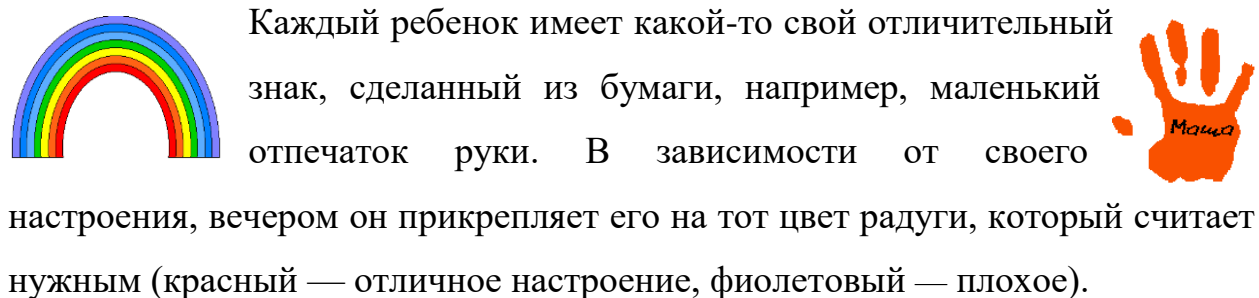 Каждый ребенок имеет какой-то свой отличительный
знак, сделанный из бумаги, например, маленький
отпечаток руки. В зависимости от своего
Маша
настроения, вечером он прикрепляет его на тот цвет радуги, который считает
нужным (красный — отличное настроение, фиолетовый — плохое).